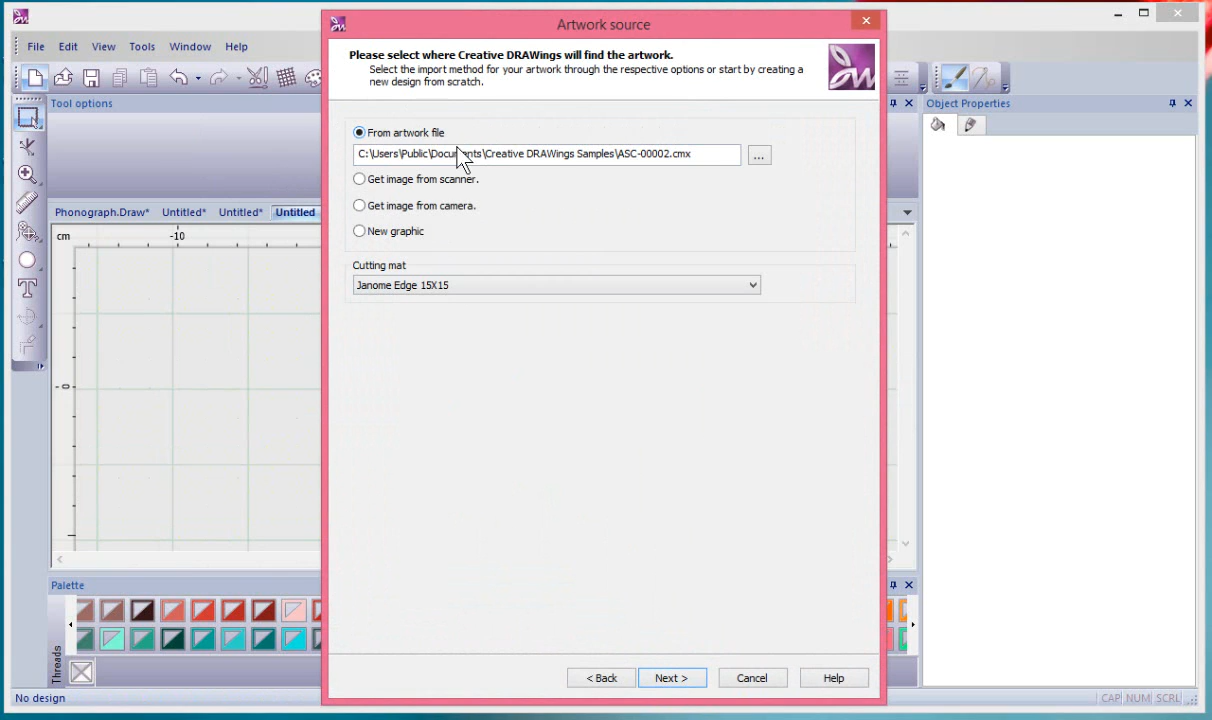 Artwork source
File Edit View Tools Window Help
Please select where Creative DRAWings will find the artwork.
Select the import method for your artwork through the respective options or start by creating a
new design from scratch.
Tool options
Object Properties
From artwork file
C:\Users\Public\Documents\Creative DRAWings Samples\ASC-00002.cmx
...
Get image from scanner.
Get image from camera.
Phonograph.Draw* Untitled* Untitled* Untitled
New graphic
cm
-10
Cutting mat
Janome Edge 15X15
- 0
Palette
Threads
< Back Next > Cancel Help
No design
CAP NUM SCRL